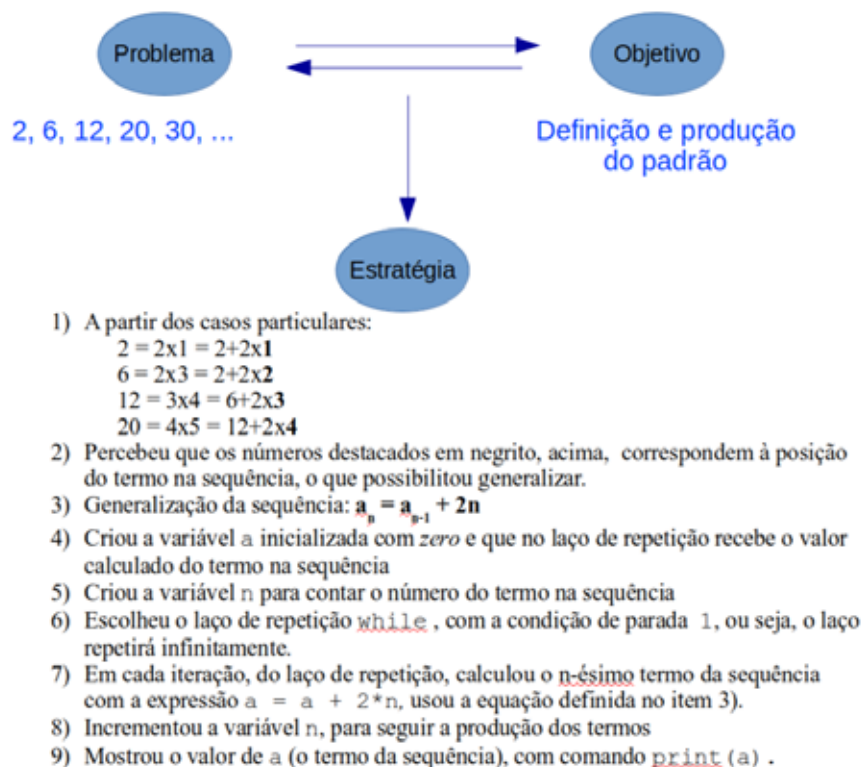 Problema
Objetivo
2, 6, 12, 20, 30, ...
Definição e produção
do padrão
Estratégia
1) A partir dos casos particulares:
2 = 2x1 = 2+2x1
6 = 2x3 = 2+2x2
12 = 3x4 = 6+2x3
20 = 4x5 = 12+2x4
2) Percebeu que os números destacados em negrito, acima, correspondem à posição
do termo na sequência, o que possibilitou generalizar.
3) Generalização da sequência: aₙ = aₙ₋₁ + 2n
4) Criou a variável a inicializada com zero e que no laço de repetição recebe o valor
calculado do termo na sequência
5) Criou a variável n para contar o número do termo na sequência
6) Escolheu o laço de repetição while , com a condição de parada 1, ou seja, o laço
repetirá infinitamente.
7) Em cada iteração, do laço de repetição, calculou o n-ésimo termo da sequência
com a expressão a = a + 2*n, usou a equação definida no item 3).
8) Incrementou a variável n, para seguir a produção dos termos
9) Mostrou o valor de a (o termo da sequência), com comando print(a) .